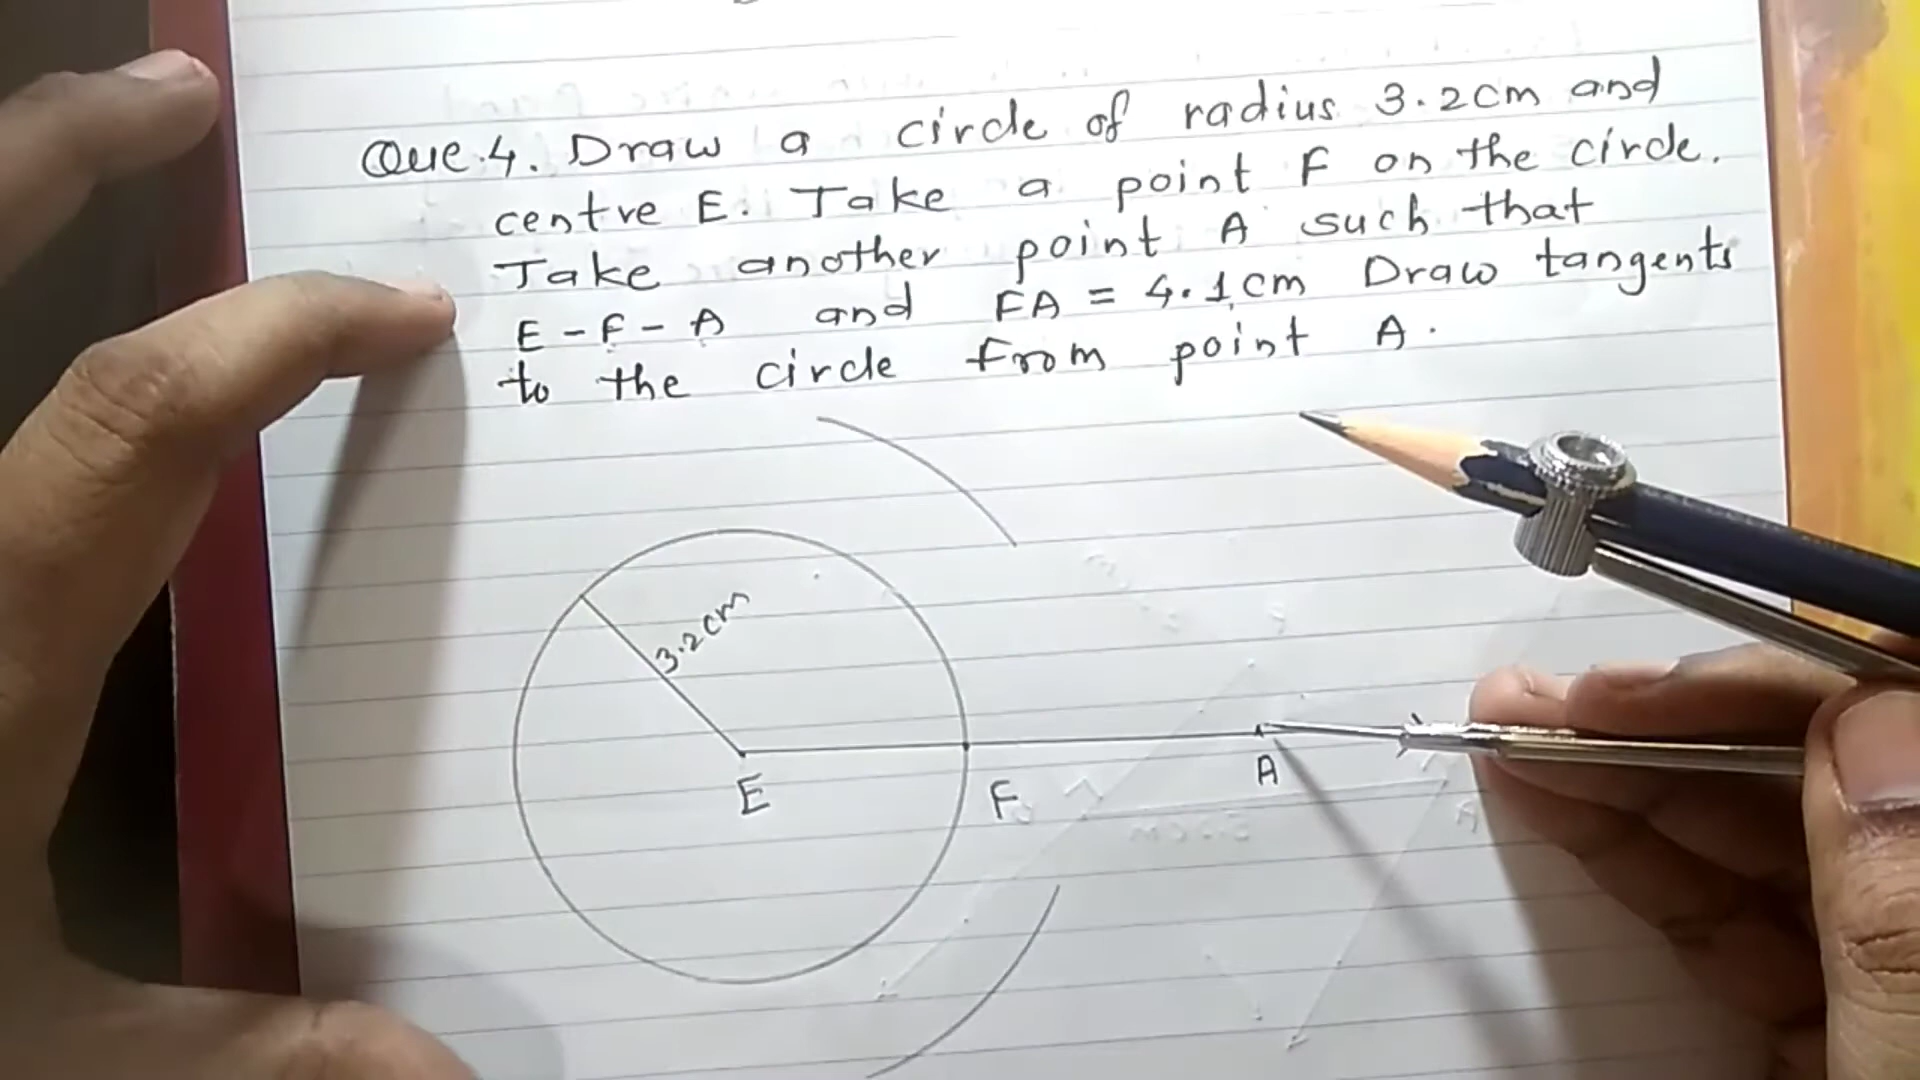 Que.4. Draw a circle of radius 3.2cm and
centre E. Take a point F on the circle.
Take another point A such that
E-F-A and FA = 4.1cm Draw tangents
to the circle from point A.
3.2cm
E
F
A